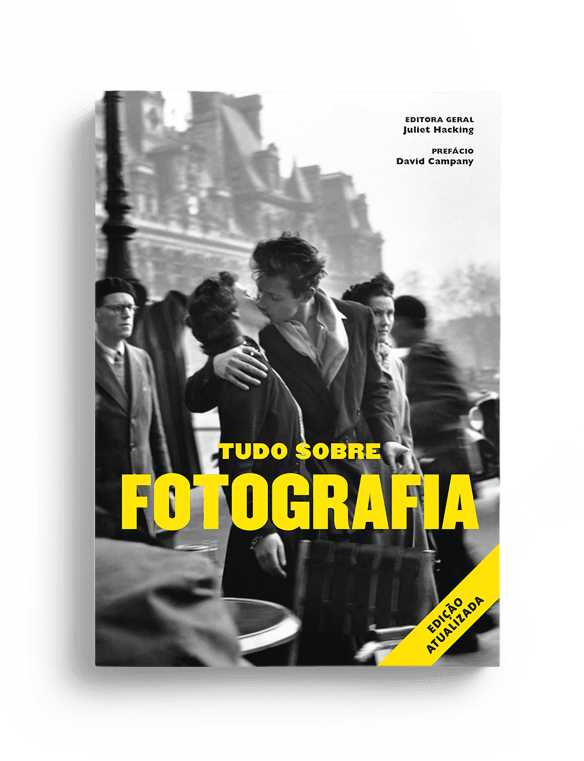 EDITORA GERAL
Juliet Hacking
PREFÁCIO
David Campany
TUDO SOBRE
FOTOGRAFIA
EDIÇÃO
ATUALIZADA